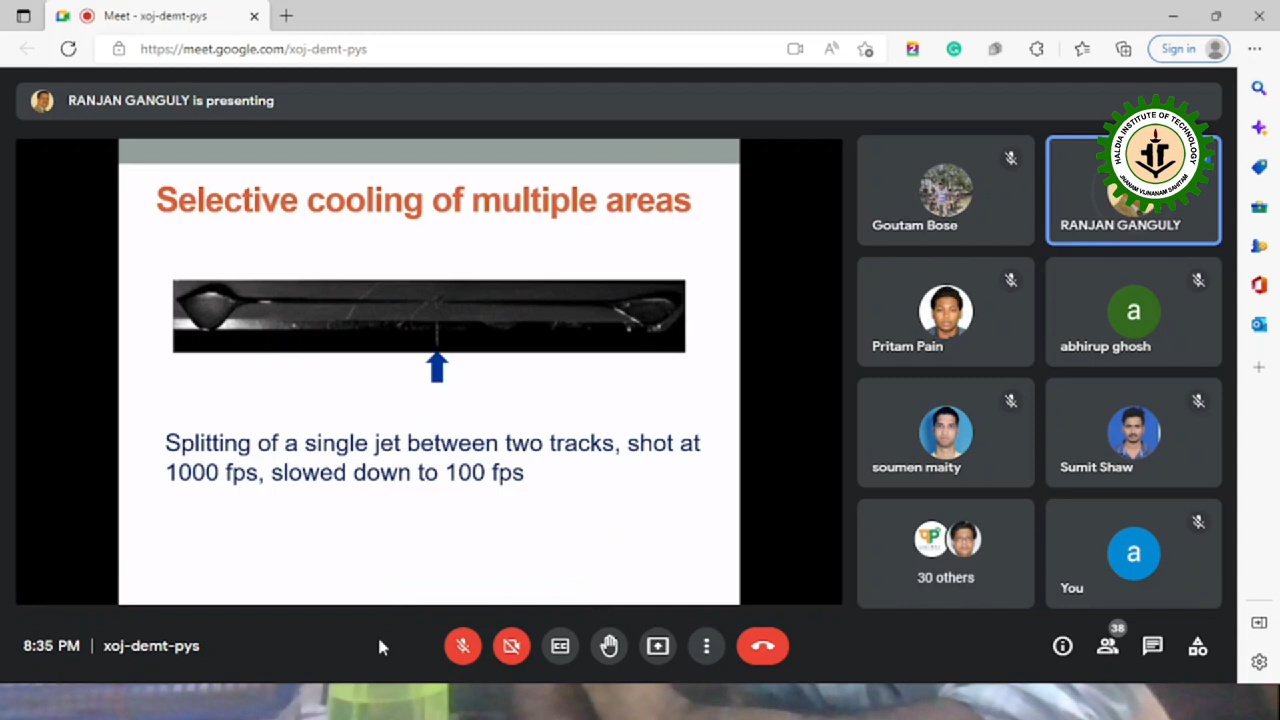 Meet - xoj-demt-pys
https://meet.google.com/xoj-demt-pys
Sign in
RANJAN GANGULY is presenting
Selective cooling of multiple areas
Splitting of a single jet between two tracks, shot at
1000 fps, slowed down to 100 fps
HALDIA INSTITUTE OF TECHNOLOGY
Goutam Bose
RANJAN GANGULY
Pritam Pain
a
abhirup ghosh
soumen maity
Sumit Shaw
30 others
a
You
8:35 PM | xoj-demt-pys
CC
38